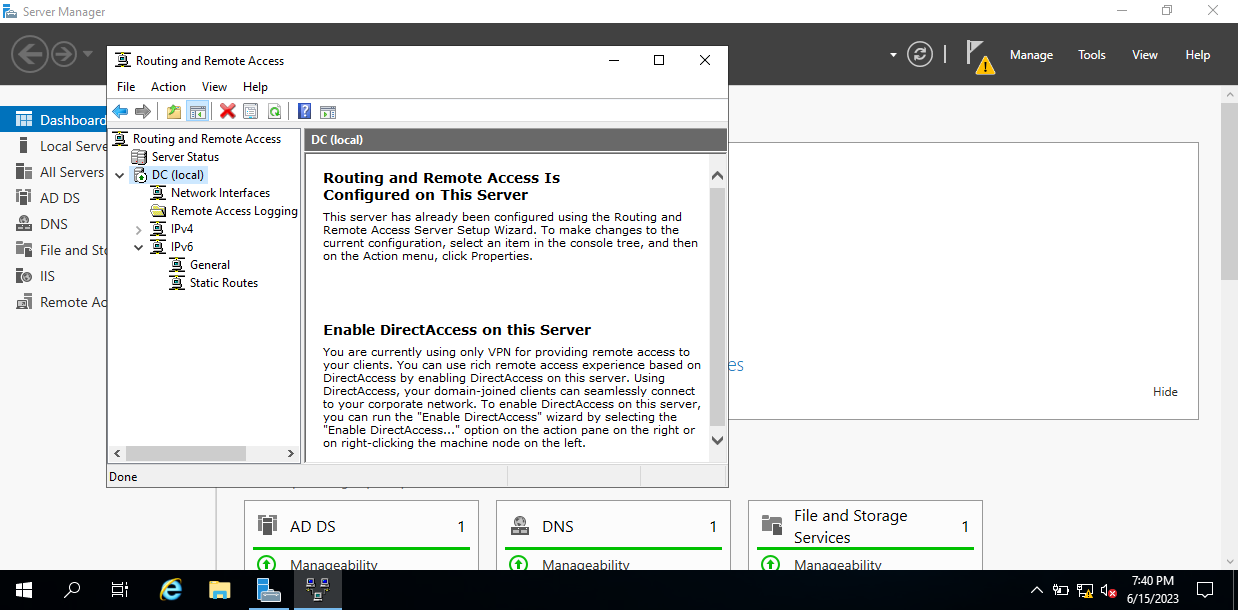 Server Manager
Manage
Tools
View
Help
Routing and Remote Access
File
Action
View
Help
Dashboard
Local Serve
All Servers
AD DS
DNS
File and Sto
IIS
Remote Ac
Routing and Remote Access
Server Status
DC (local)
Network Interfaces
Remote Access Logging
IPv4
IPv6
General
Static Routes
DC (local)
Routing and Remote Access Is
Configured on This Server
This server has already been configured using the Routing and
Remote Access Server Setup Wizard. To make changes to the
current configuration, select an item in the console tree, and then
on the Action menu, click Properties.
Enable DirectAccess on this Server
You are currently using only VPN for providing remote access to
your clients. You can use rich remote access experience based on
DirectAccess by enabling DirectAccess on this server. Using
DirectAccess, your domain-joined clients can seamlessly connect
to your corporate network. To enable DirectAccess on this server,
you can run the "Enable DirectAccess" wizard by selecting the
"Enable DirectAccess..." option on the action pane on the right or
on right-clicking the machine node on the left.
Done
es
Hide
AD DS 1
Manageability
DNS 1
Manageability
File and Storage
Services 1
Manageability
7:40 PM
6/15/2023